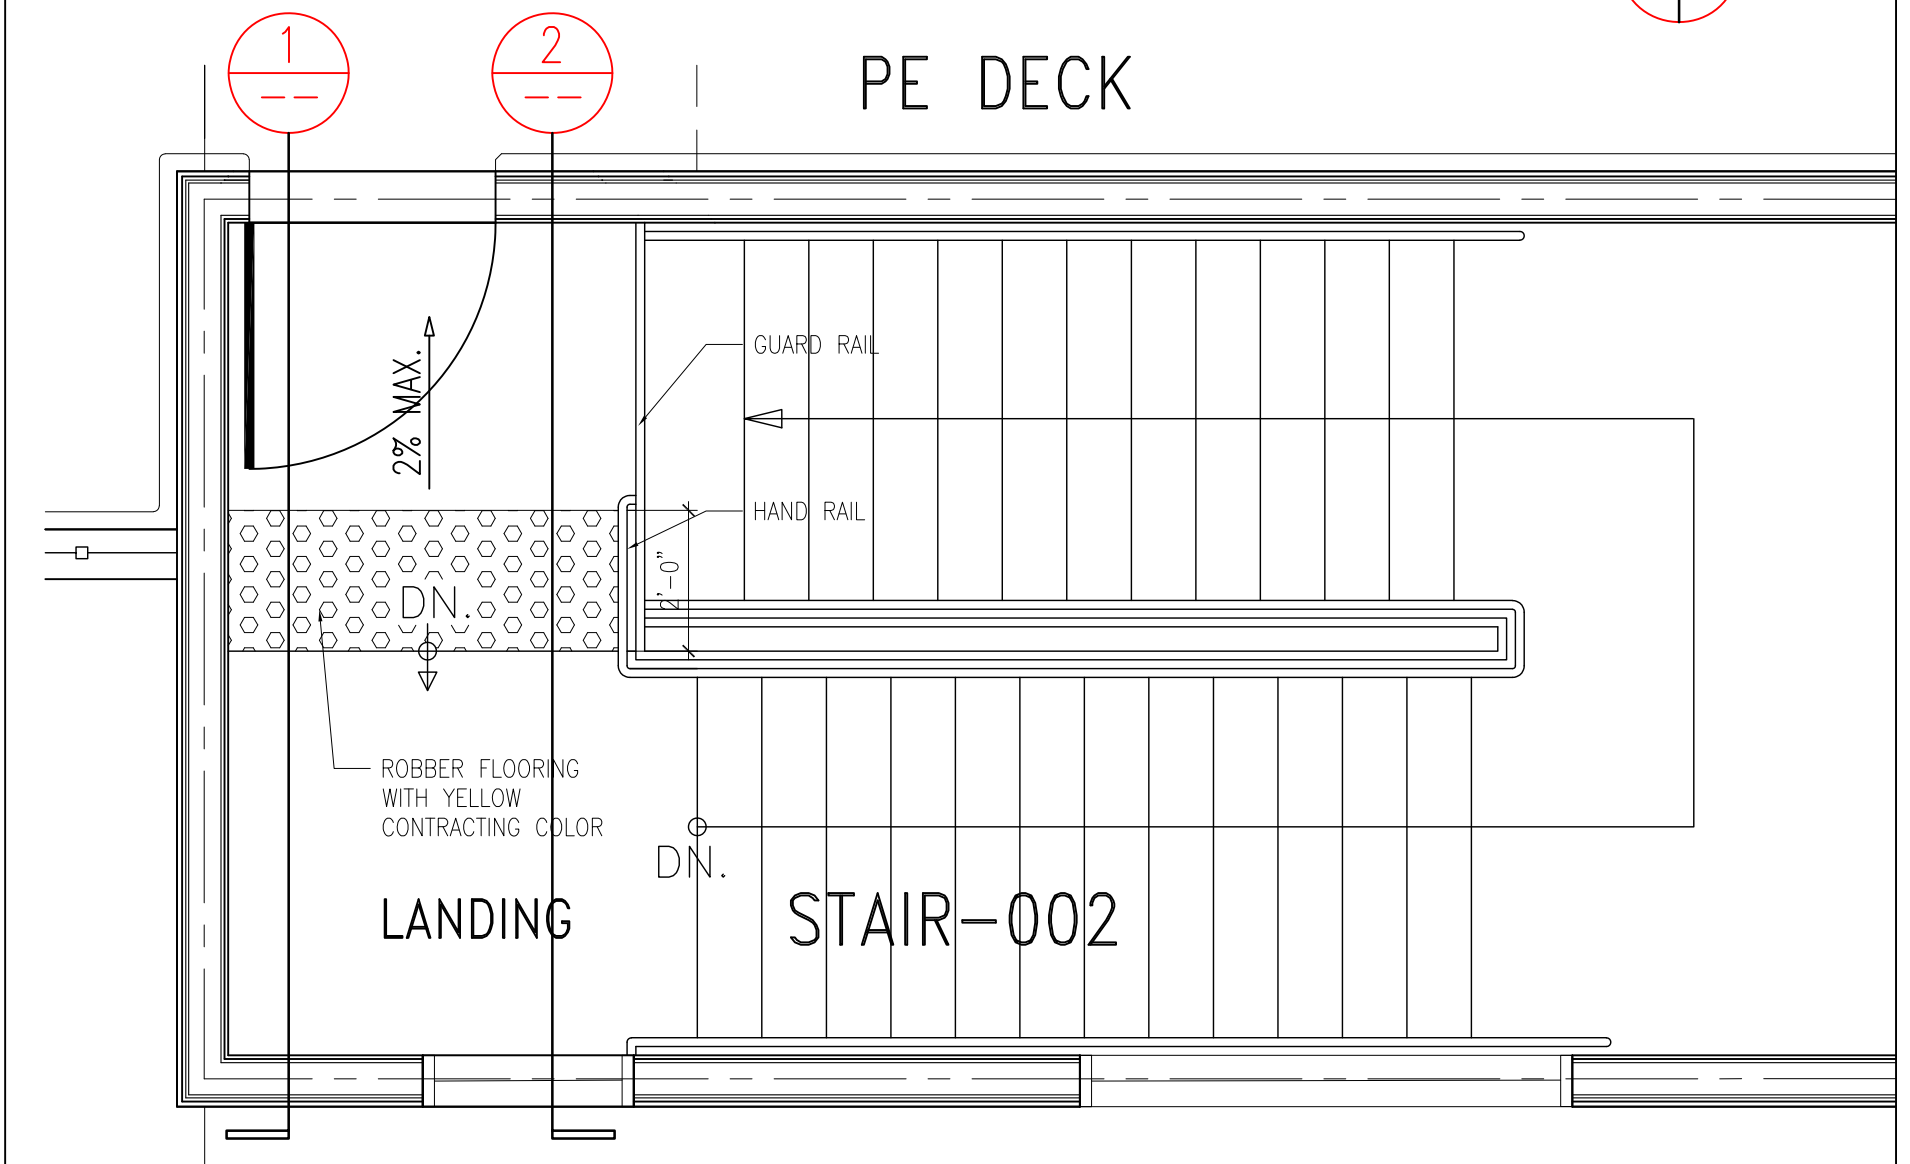 1
2
-- 
--
PE DECK
GUARD RAIL
2% MAX.
HAND RAIL
2'-0"
DN.
ROBBER FLOORING
WITH YELLOW
CONTRACTING COLOR
DN.
LANDING
STAIR-002